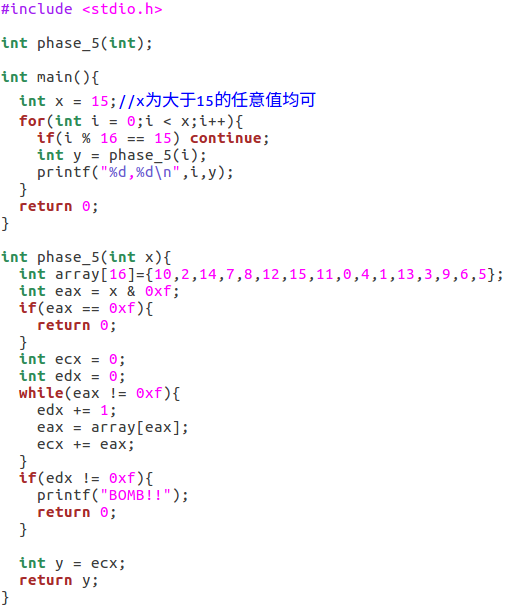 #include <stdio.h>

int phase_5(int);

int main(){
  int x = 15;//x为大于15的任意值均可
  for(int i = 0;i < x;i++){
    if(i % 16 == 15) continue;
    int y = phase_5(i);
    printf("%d,%d\n",i,y);
  }
  return 0;
}

int phase_5(int x){
  int array[16]={10,2,14,7,8,12,15,11,0,4,1,13,3,9,6,5};
  int eax = x & 0xf;
  if(eax == 0xf){
    return 0;
  }
  int ecx = 0;
  int edx = 0;
  while(eax != 0xf){
    edx += 1;
    eax = array[eax];
    ecx += eax;
  }
  if(edx != 0xf){
    printf("BOMB!!");
    return 0;
  }

  int y = ecx;
  return y;
}